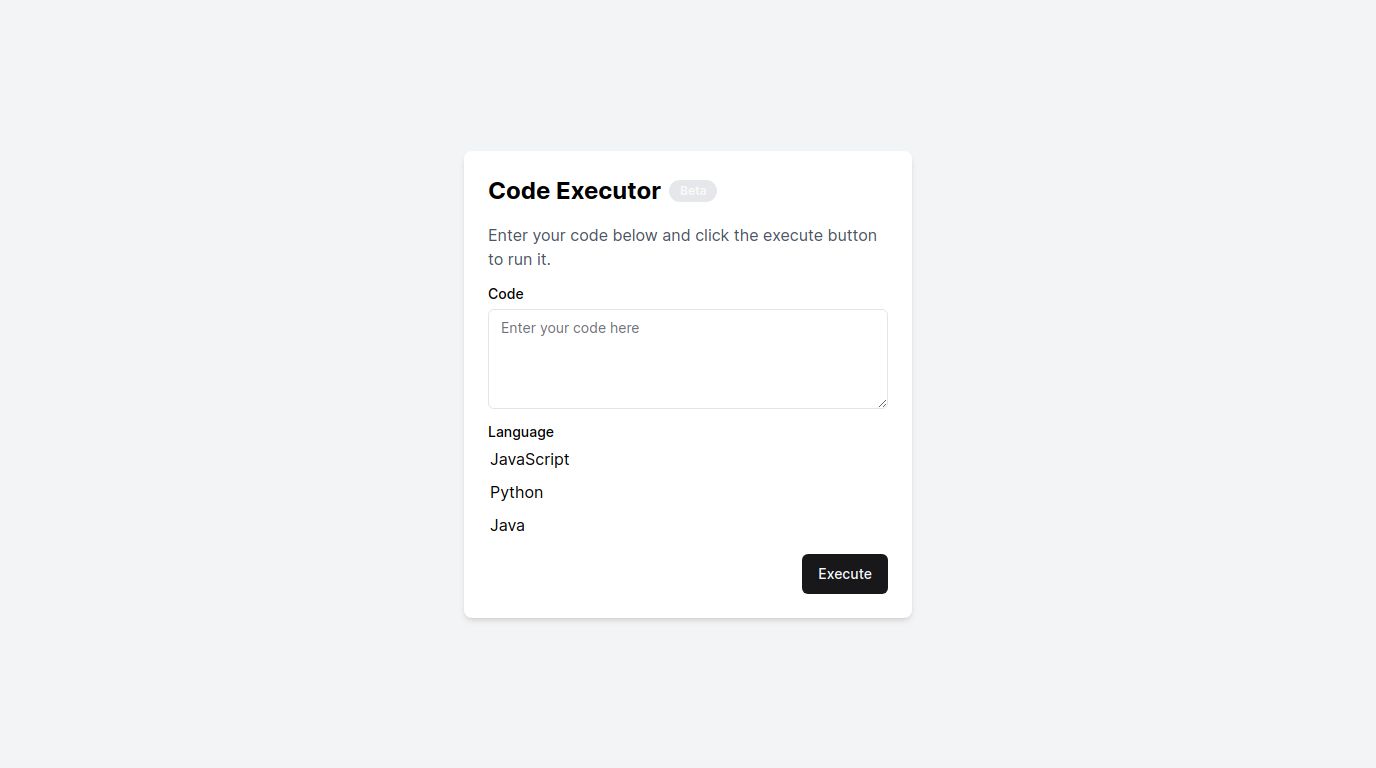 Code Executor Beta
Enter your code below and click the execute button
to run it.
Code
Enter your code here
Language
JavaScript
Python
Java
Execute